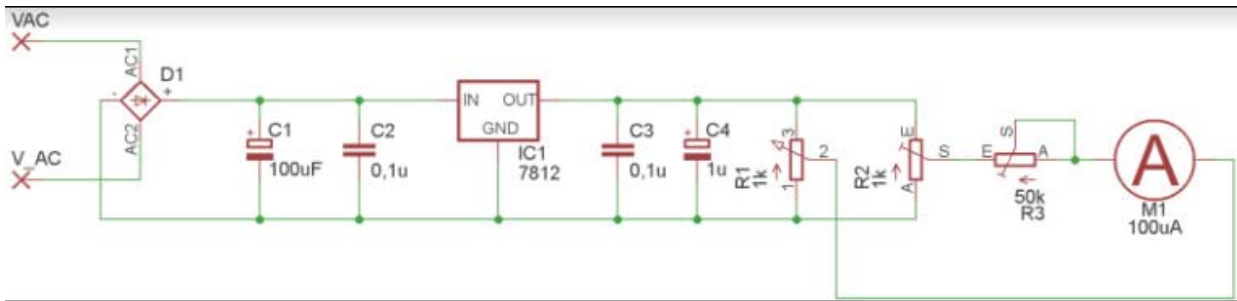 VAC
AC1
D1
-
+
AC2
V_AC
+
C1
100uF
C2
0,1u
IN
OUT
GND
IC1
7812
C3
0,1u
+
C4
1u
3
2
1
R1
1k
E
S
A
R2
1k
S
E
A
50k
R3
A
M1
100uA